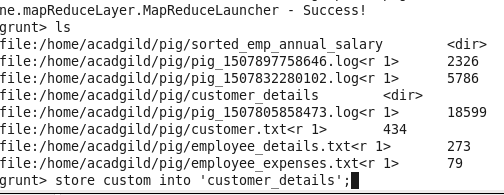 ne.mapReduceLayer.MapReduceLauncher - Success!
grunt> ls
file:/home/acadgild/pig/sorted_emp_annual_salary <dir>
file:/home/acadgild/pig/pig_1507897758646.log<r 1> 2326
file:/home/acadgild/pig/pig_1507832280102.log<r 1> 5786
file:/home/acadgild/pig/customer_details <dir>
file:/home/acadgild/pig/pig_1507805858473.log<r 1> 18599
file:/home/acadgild/pig/customer.txt<r 1> 434
file:/home/acadgild/pig/employee_details.txt<r 1> 273
file:/home/acadgild/pig/employee_expenses.txt<r 1> 79
grunt> store custom into 'customer_details';